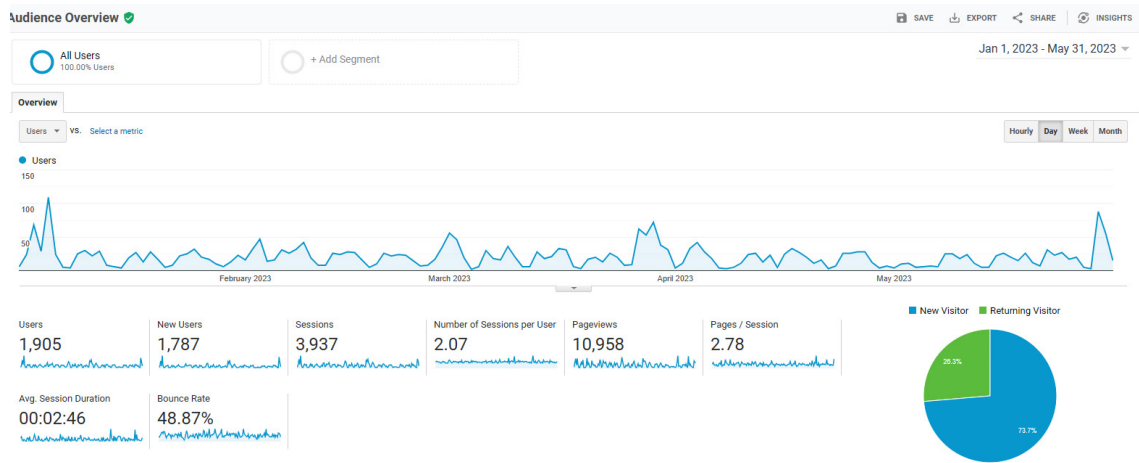 Audience Overview
SAVE EXPORT SHARE INSIGHTS
All Users
100.00% Users
+ Add Segment
Jan 1, 2023 - May 31, 2023
Overview
Users VS. Select a metric
Hourly Day Week Month
Users
150
100
50
February 2023 March 2023 April 2023 May 2023
New Visitor Returning Visitor
Users New Users Sessions Number of Sessions per User Pageviews Pages / Session
1,905 1,787 3,937 2.07 10,958 2.78
26.3%
Avg. Session Duration Bounce Rate
00:02:46 48.87%
73.7%